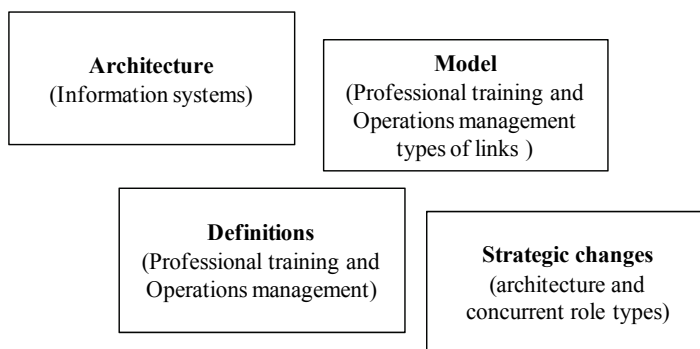 Architecture
(Information systems)
Model
(Professional training and
Operations management
types of links )
Definitions
(Professional training and
Operations management)
Strategic changes
(architecture and
concurrent role types)